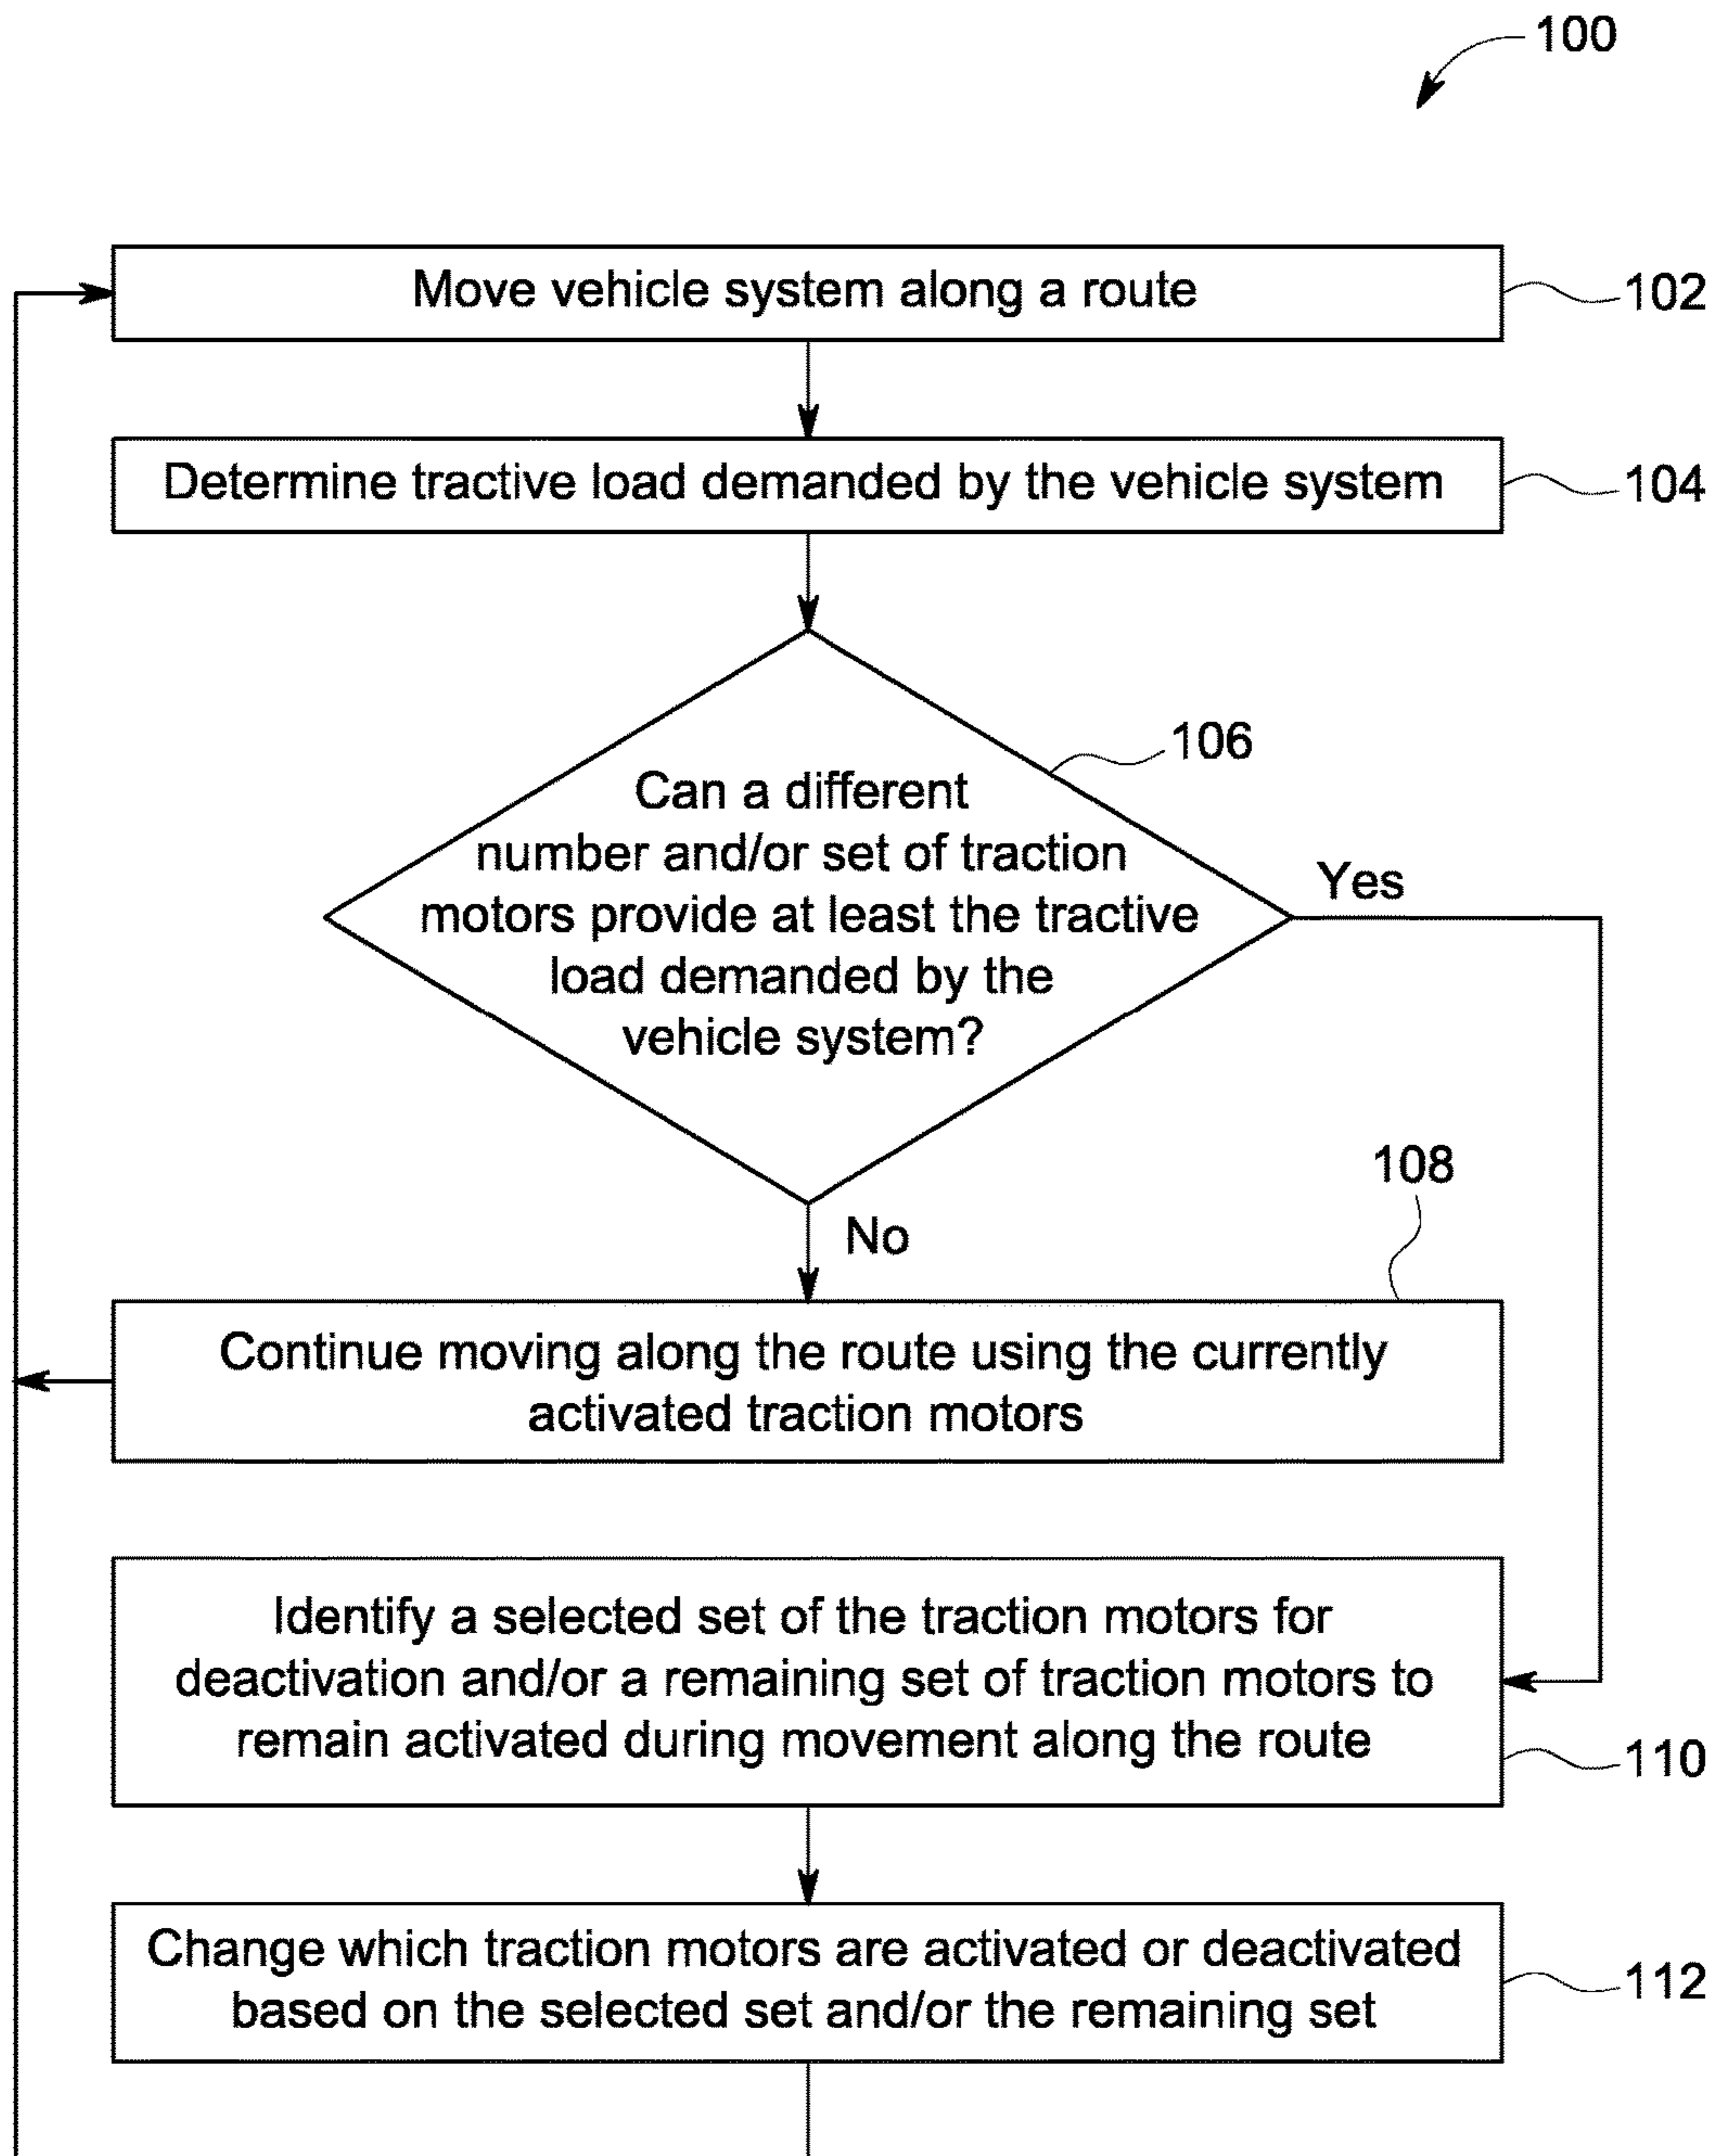 100
Move vehicle system along a route
102
Determine tractive load demanded by the vehicle system
104
106
Can a different
number and/or set of traction
motors provide at least the tractive
load demanded by the
vehicle system?
Yes
No
108
Continue moving along the route using the currently
activated traction motors
Identify a selected set of the traction motors for
deactivation and/or a remaining set of traction motors to
remain activated during movement along the route
110
Change which traction motors are activated or deactivated
based on the selected set and/or the remaining set
112